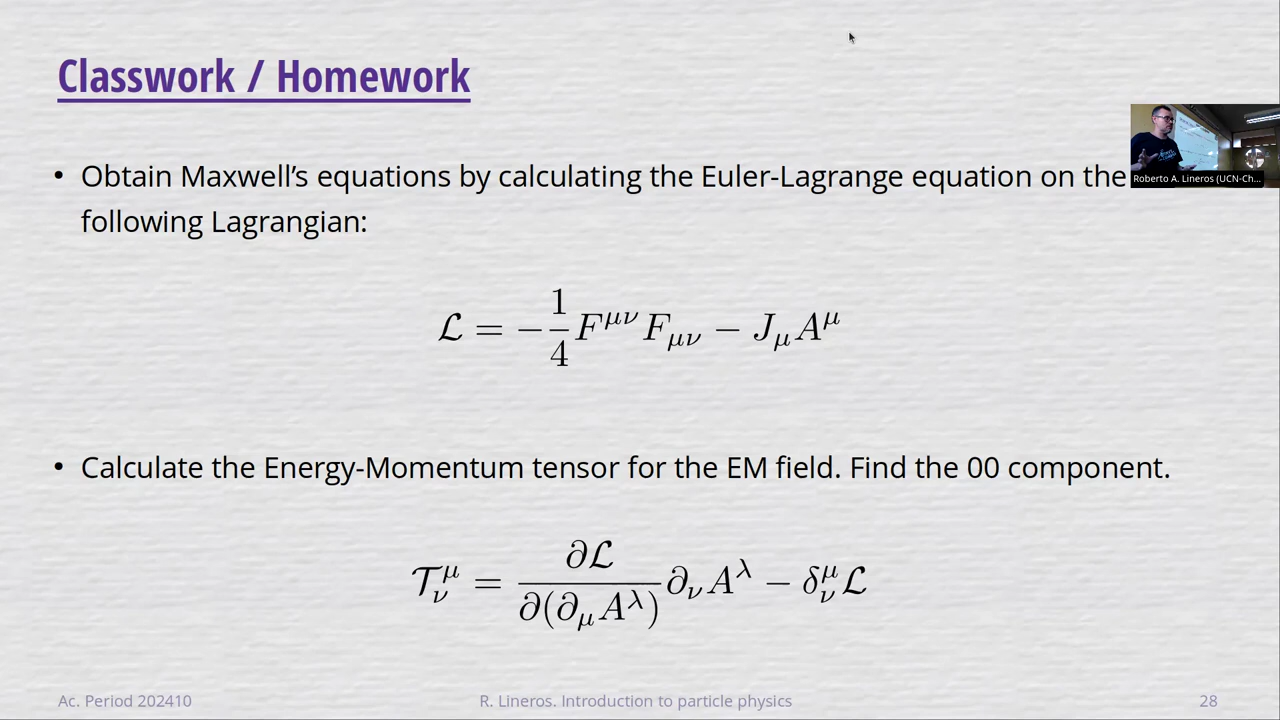 Classwork / Homework
• Obtain Maxwell's equations by calculating the Euler-Lagrange equation on the
following Lagrangian:
ℒ = −1/4 F^{μν} F_{μν} − J_μ A^μ
• Calculate the Energy-Momentum tensor for the EM field. Find the 00 component.
𝒯^μ_ν = ∂ℒ/∂(∂_μ A^λ) ∂_ν A^λ − δ^μ_ν ℒ
Roberto A. Lineros (UCN-Ch...
Ac. Period 202410
R. Lineros. Introduction to particle physics
28